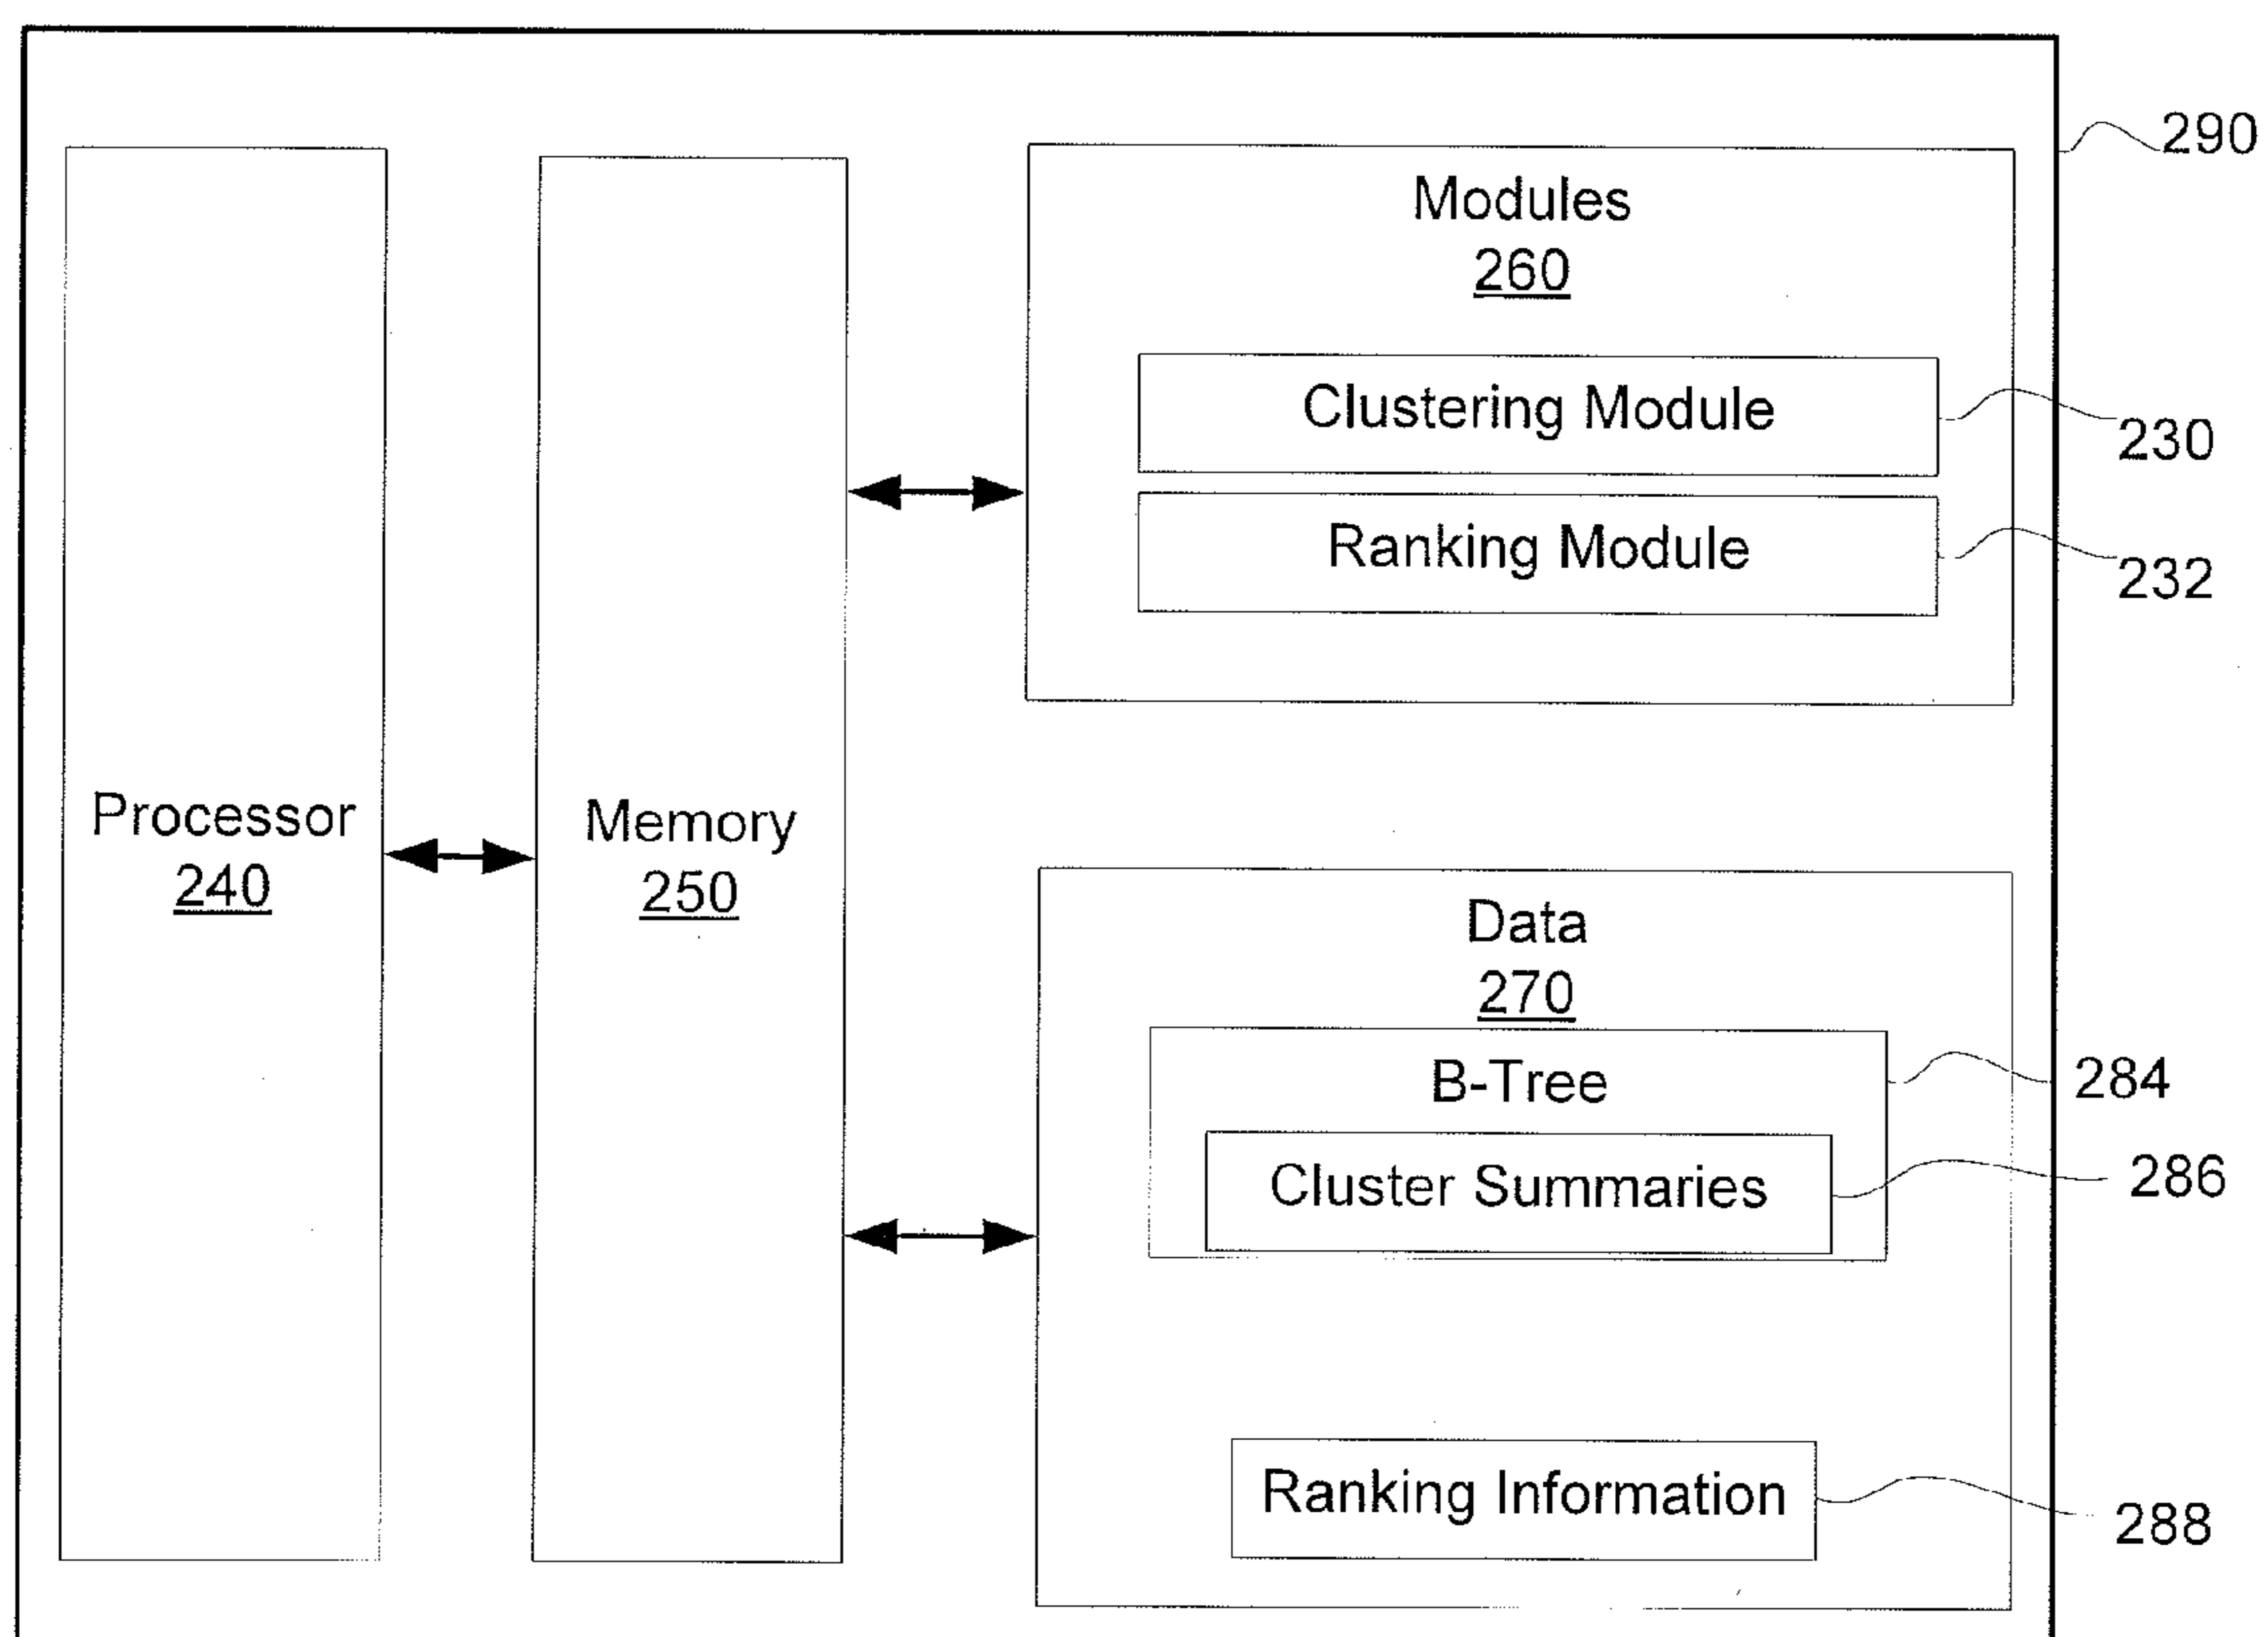 290
Modules
260
Clustering Module
230
Ranking Module
232
Processor
240
Memory
250
Data
270
B-Tree
284
Cluster Summaries
286
Ranking Information
288